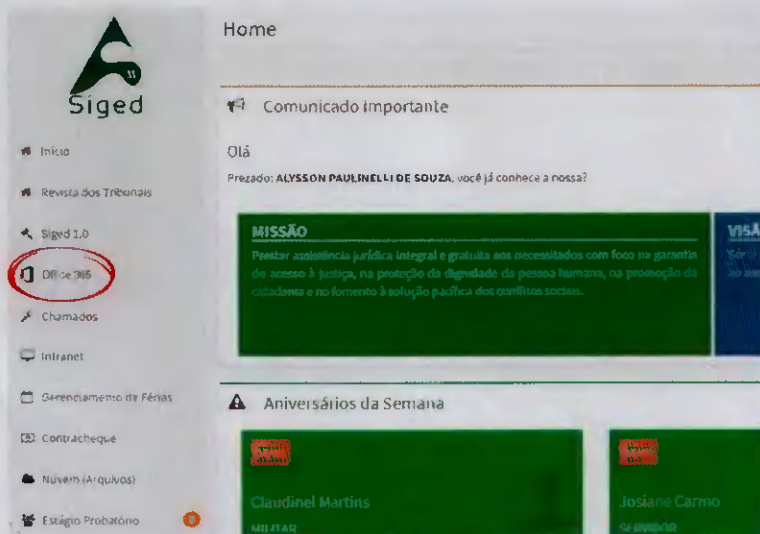 Siged
Home
Comunicado Importante
Olá
Prezado: ALYSSON PAULINELLI DE SOUZA, você já conhece a nossa?
Início
Revista dos Tribunais
Siged 1.0
Office 365
Chamados
Intranet
Gerenciamento de Férias
Contracheque
Nuvem (Arquivos)
Estágio Probatório
MISSÃO
Prestar assistência jurídica integral e gratuita aos necessitados com foco na garantia
do acesso à justiça, na proteção da dignidade da pessoa humana, na promoção da
cidadania e no fomento à solução pacífica dos conflitos sociais.
VISÃ
Aniversários da Semana
Claudinel Martins
MILITAR
Josiane Carmo
SERVIDOR